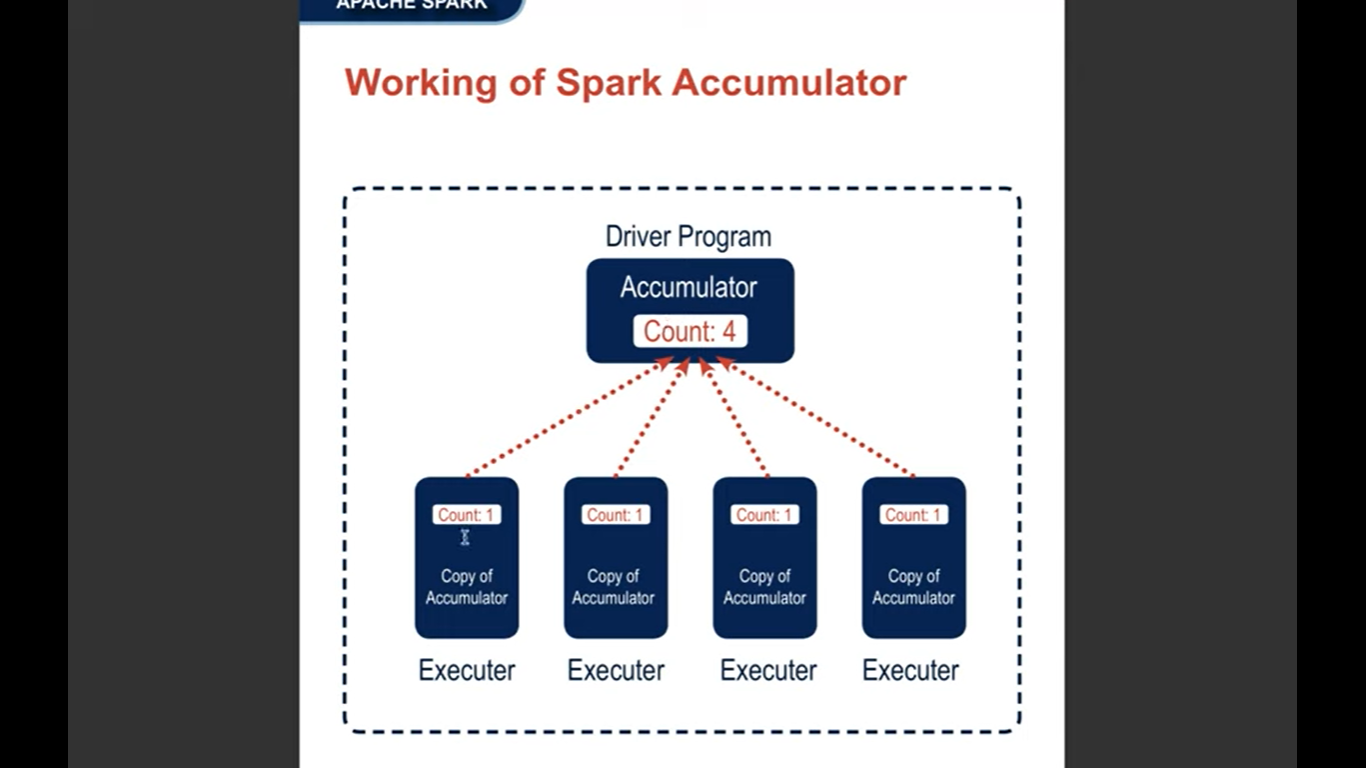 APACHE SPARK
Working of Spark Accumulator
Driver Program
Accumulator
Count: 4
Count: 1
Count: 1
Count: 1
Count: 1
Copy of
Accumulator
Copy of
Accumulator
Copy of
Accumulator
Copy of
Accumulator
Executer
Executer
Executer
Executer